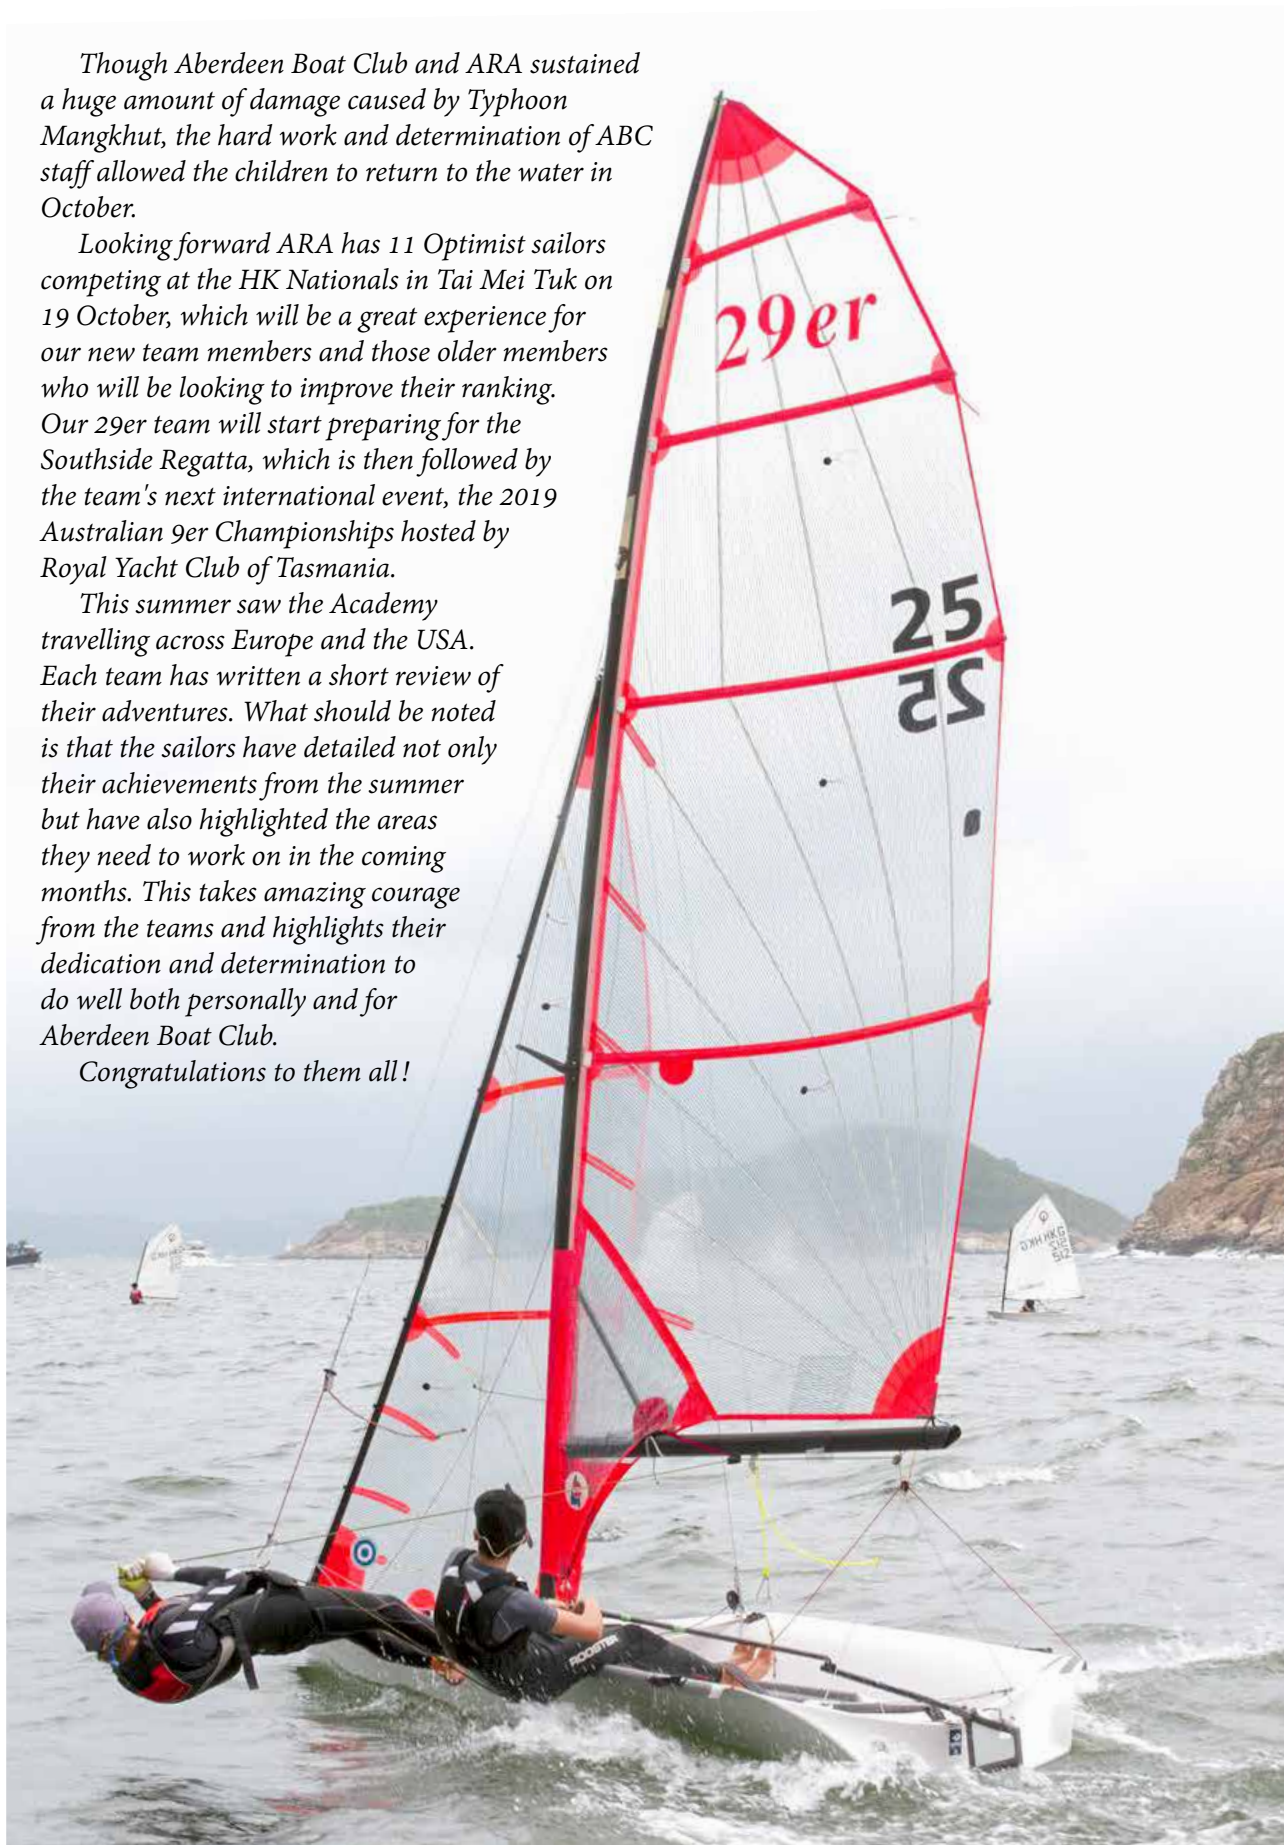 Though Aberdeen Boat Club and ARA sustained
a huge amount of damage caused by Typhoon
Mangkhut, the hard work and determination of ABC
staff allowed the children to return to the water in
October.
Looking forward ARA has 11 Optimist sailors
competing at the HK Nationals in Tai Mei Tuk on
19 October, which will be a great experience for
our new team members and those older members
who will be looking to improve their ranking.
Our 29er team will start preparing for the
Southside Regatta, which is then followed by
the team's next international event, the 2019
Australian 9er Championships hosted by
Royal Yacht Club of Tasmania.
This summer saw the Academy
travelling across Europe and the USA.
Each team has written a short review of
their adventures. What should be noted
is that the sailors have detailed not only
their achievements from the summer
but have also highlighted the areas
they need to work on in the coming
months. This takes amazing courage
from the teams and highlights their
dedication and determination to
do well both personally and for
Aberdeen Boat Club.
Congratulations to them all!
29er
25
25
HKG
512
ROOSTER